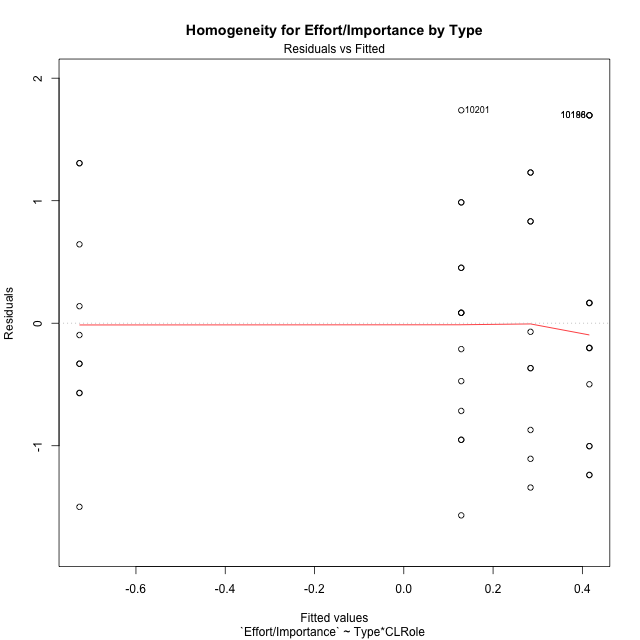 Homogeneity for Effort/Importance by Type
Residuals vs Fitted
2
1
0
-1
Residuals
10201
-0.6
-0.4
-0.2
0.0
0.2
0.4
Fitted values
`Effort/Importance` ~ Type*CLRole